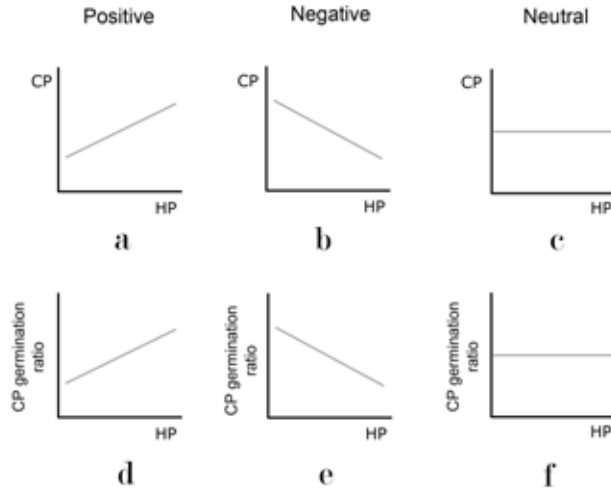 Positive
Negative
Neutral
CP
HP
a
CP
HP
b
CP
HP
c
CP germination
ratio
HP
d
CP germination
ratio
HP
e
CP germination
ratio
HP
f